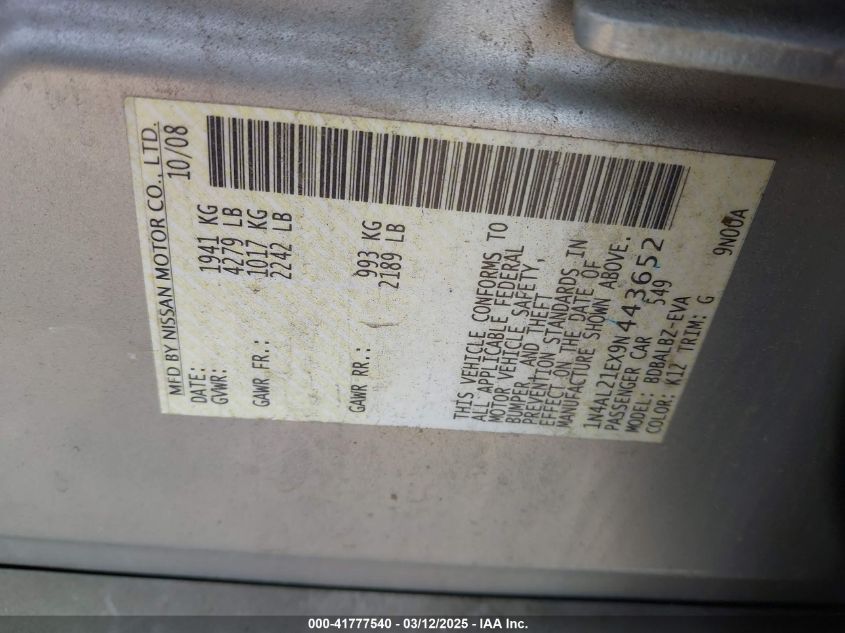 MFD BY NISSAN MOTOR CO., LTD.
DATE: 10/08
GVWR: 1941 KG
4279 LB
GAWR FR.: 1017 KG
2242 LB
GAWR RR.: 993 KG
2189 LB
THIS VEHICLE CONFORMS TO
ALL APPLICABLE FEDERAL
MOTOR VEHICLE SAFETY,
BUMPER, AND THEFT
PREVENTION STANDARDS IN
EFFECT ON THE DATE OF
MANUFACTURE SHOWN ABOVE.
1N4AL21EX9N443652
PASSENGER CAR 549
MODEL: BDBALBZ-EVA
COLOR: K12 TRIM: G 9N00A
000-41777540 - 03/12/2025 - IAA Inc.